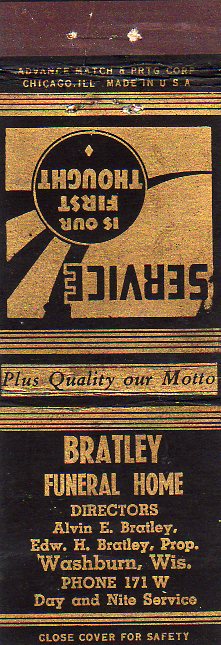 ADVANCE MATCH & PRTG CORP
CHICAGO, ILL MADE IN U S A
SERVICE
IS OUR
FIRST
THOUGHT
Plus Quality our Motto
BRATLEY
FUNERAL HOME
DIRECTORS
Alvin E. Bratley,
Edw. H. Bratley, Prop.
Washburn, Wis.
PHONE 171 W
Day and Nite Service
CLOSE COVER FOR SAFETY